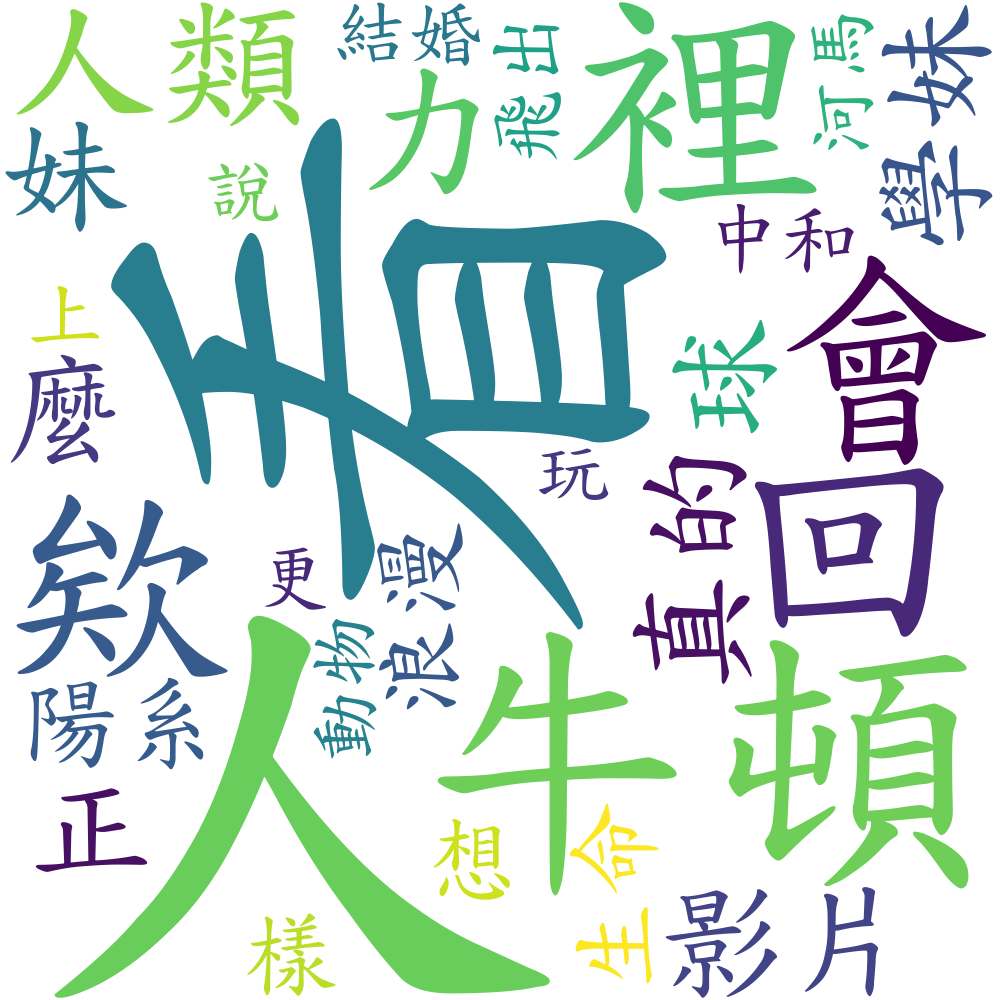 人類
結婚
飛出
裡
河馬
學妹
妹
說
力
中和
看
上
麼
球
會
玩
真的
回
欸
更
浪漫
動物
陽系
人
牛頓
正
想
生命
樣
影片